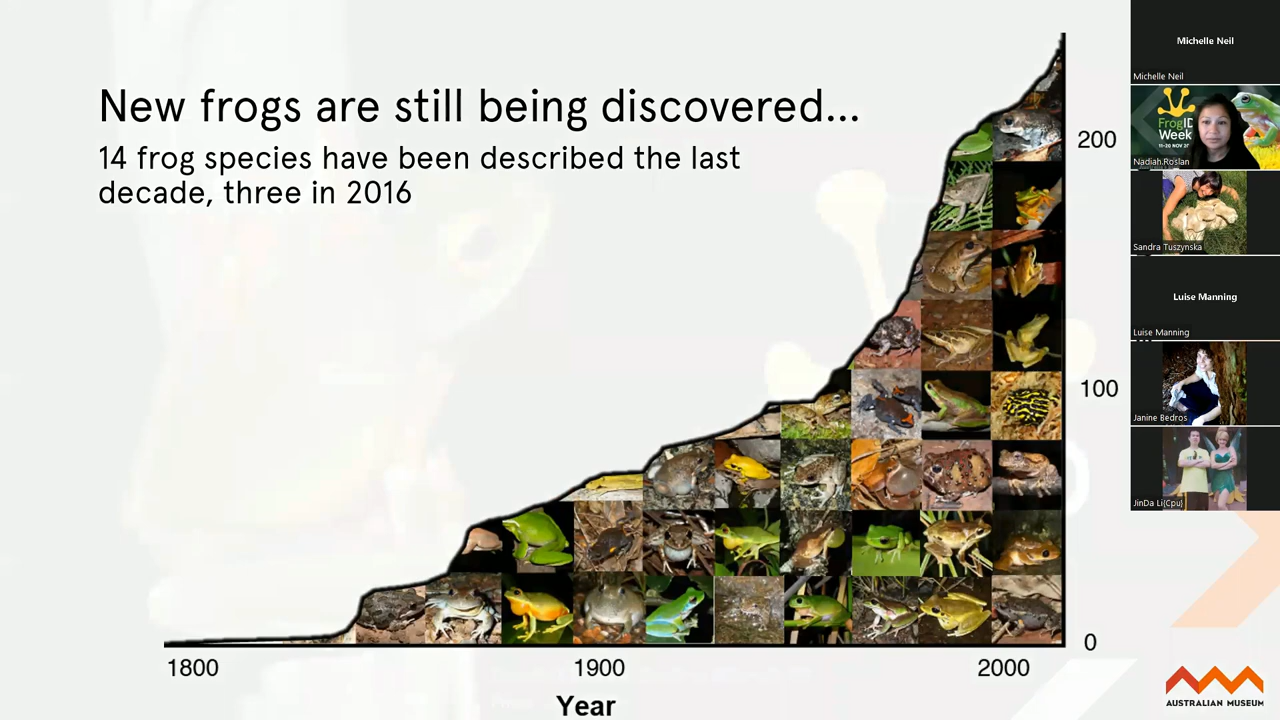 New frogs are still being discovered...
14 frog species have been described the last
decade, three in 2016
200
100
0
1800
1900
2000
Year
Michelle Neil
Michelle Neil
FrogID
Week
Nadiah.Roslan
Sandra Tuszynska
Luise Manning
Luise Manning
Janine Bedros
JinDa Li(Cpu)
AUSTRALIAN MUSEUM